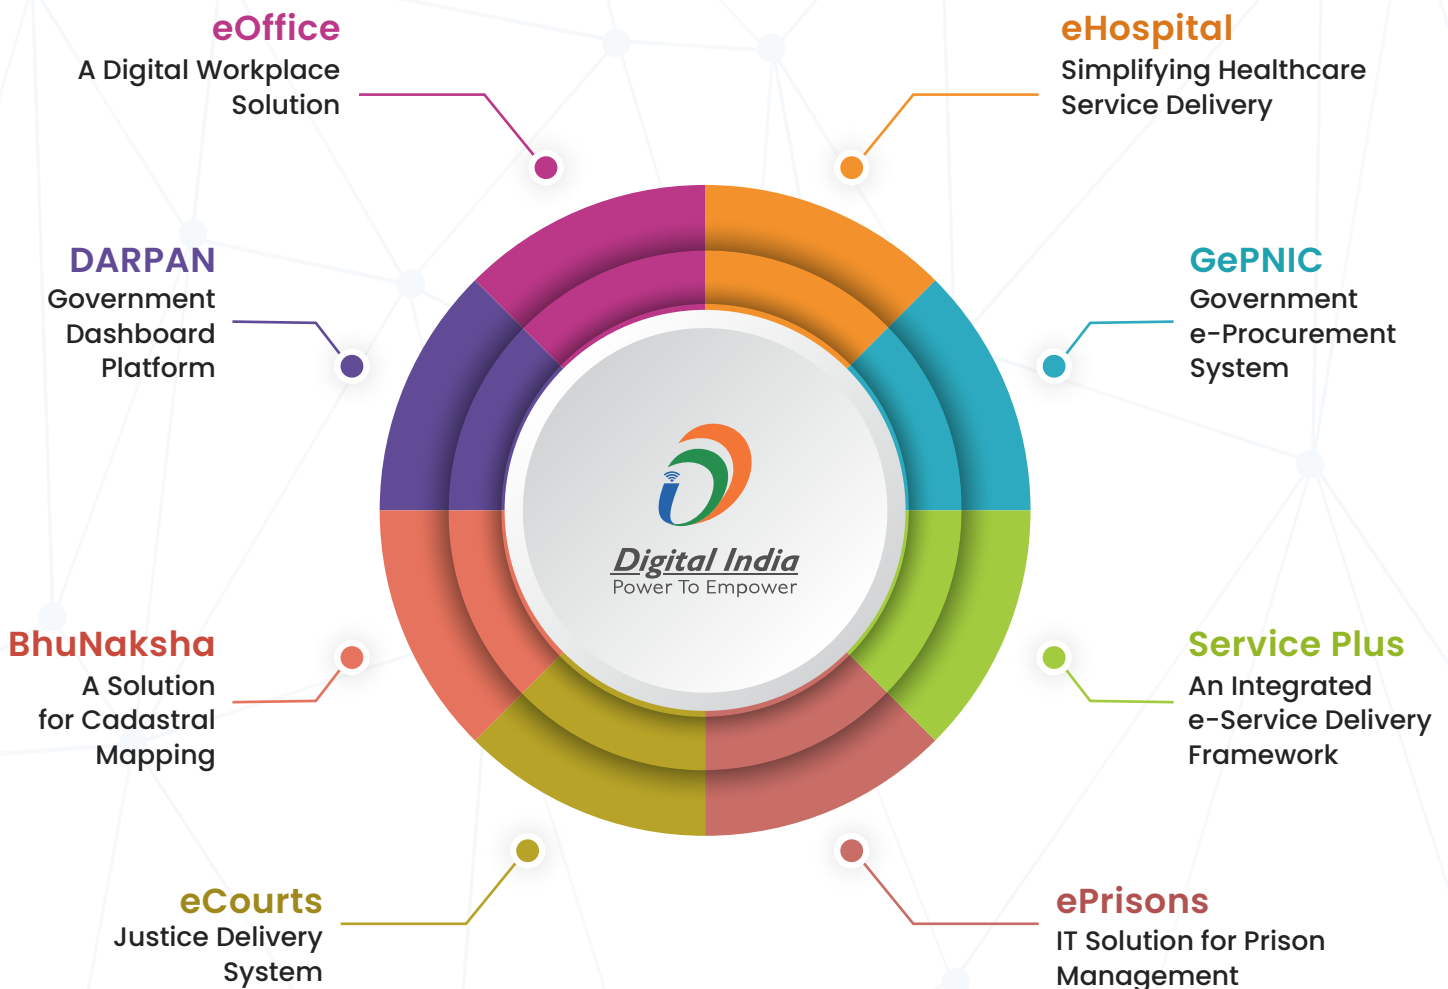 eOffice
A Digital Workplace
Solution
eHospital
Simplifying Healthcare
Service Delivery
DARPAN
Government
Dashboard
Platform
GePNIC
Government
e-Procurement
System
Digital India
Power To Empower
BhuNaksha
A Solution
for Cadastral
Mapping
Service Plus
An Integrated
e-Service Delivery
Framework
eCourts
Justice Delivery
System
ePrisons
IT Solution for Prison
Management